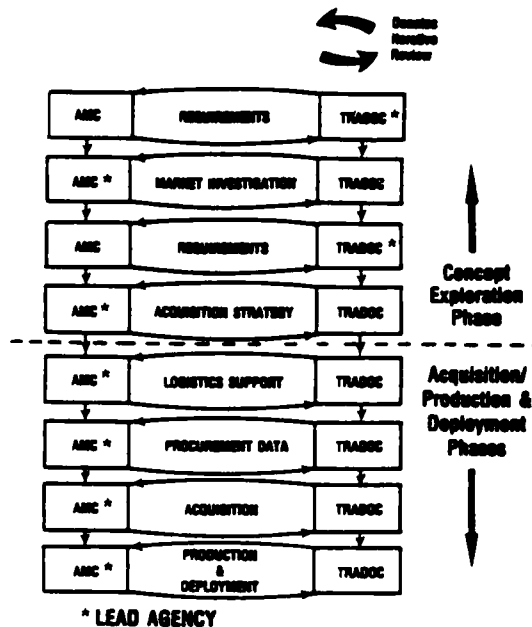 Denotes
Iterative
Review
AMC REQUIREMENTS TRADOC *
AMC * MARKET INVESTIGATION TRADOC
AMC REQUIREMENTS TRADOC *
AMC * ACQUISITION STRATEGY TRADOC
Concept
Exploration
Phase
AMC * LOGISTICS SUPPORT TRADOC
AMC * PROCUREMENT DATA TRADOC
AMC * ACQUISITION TRADOC
AMC * PRODUCTION
&
DEPLOYMENT TRADOC
Acquisition/
Production &
Deployment
Phases
* LEAD AGENCY